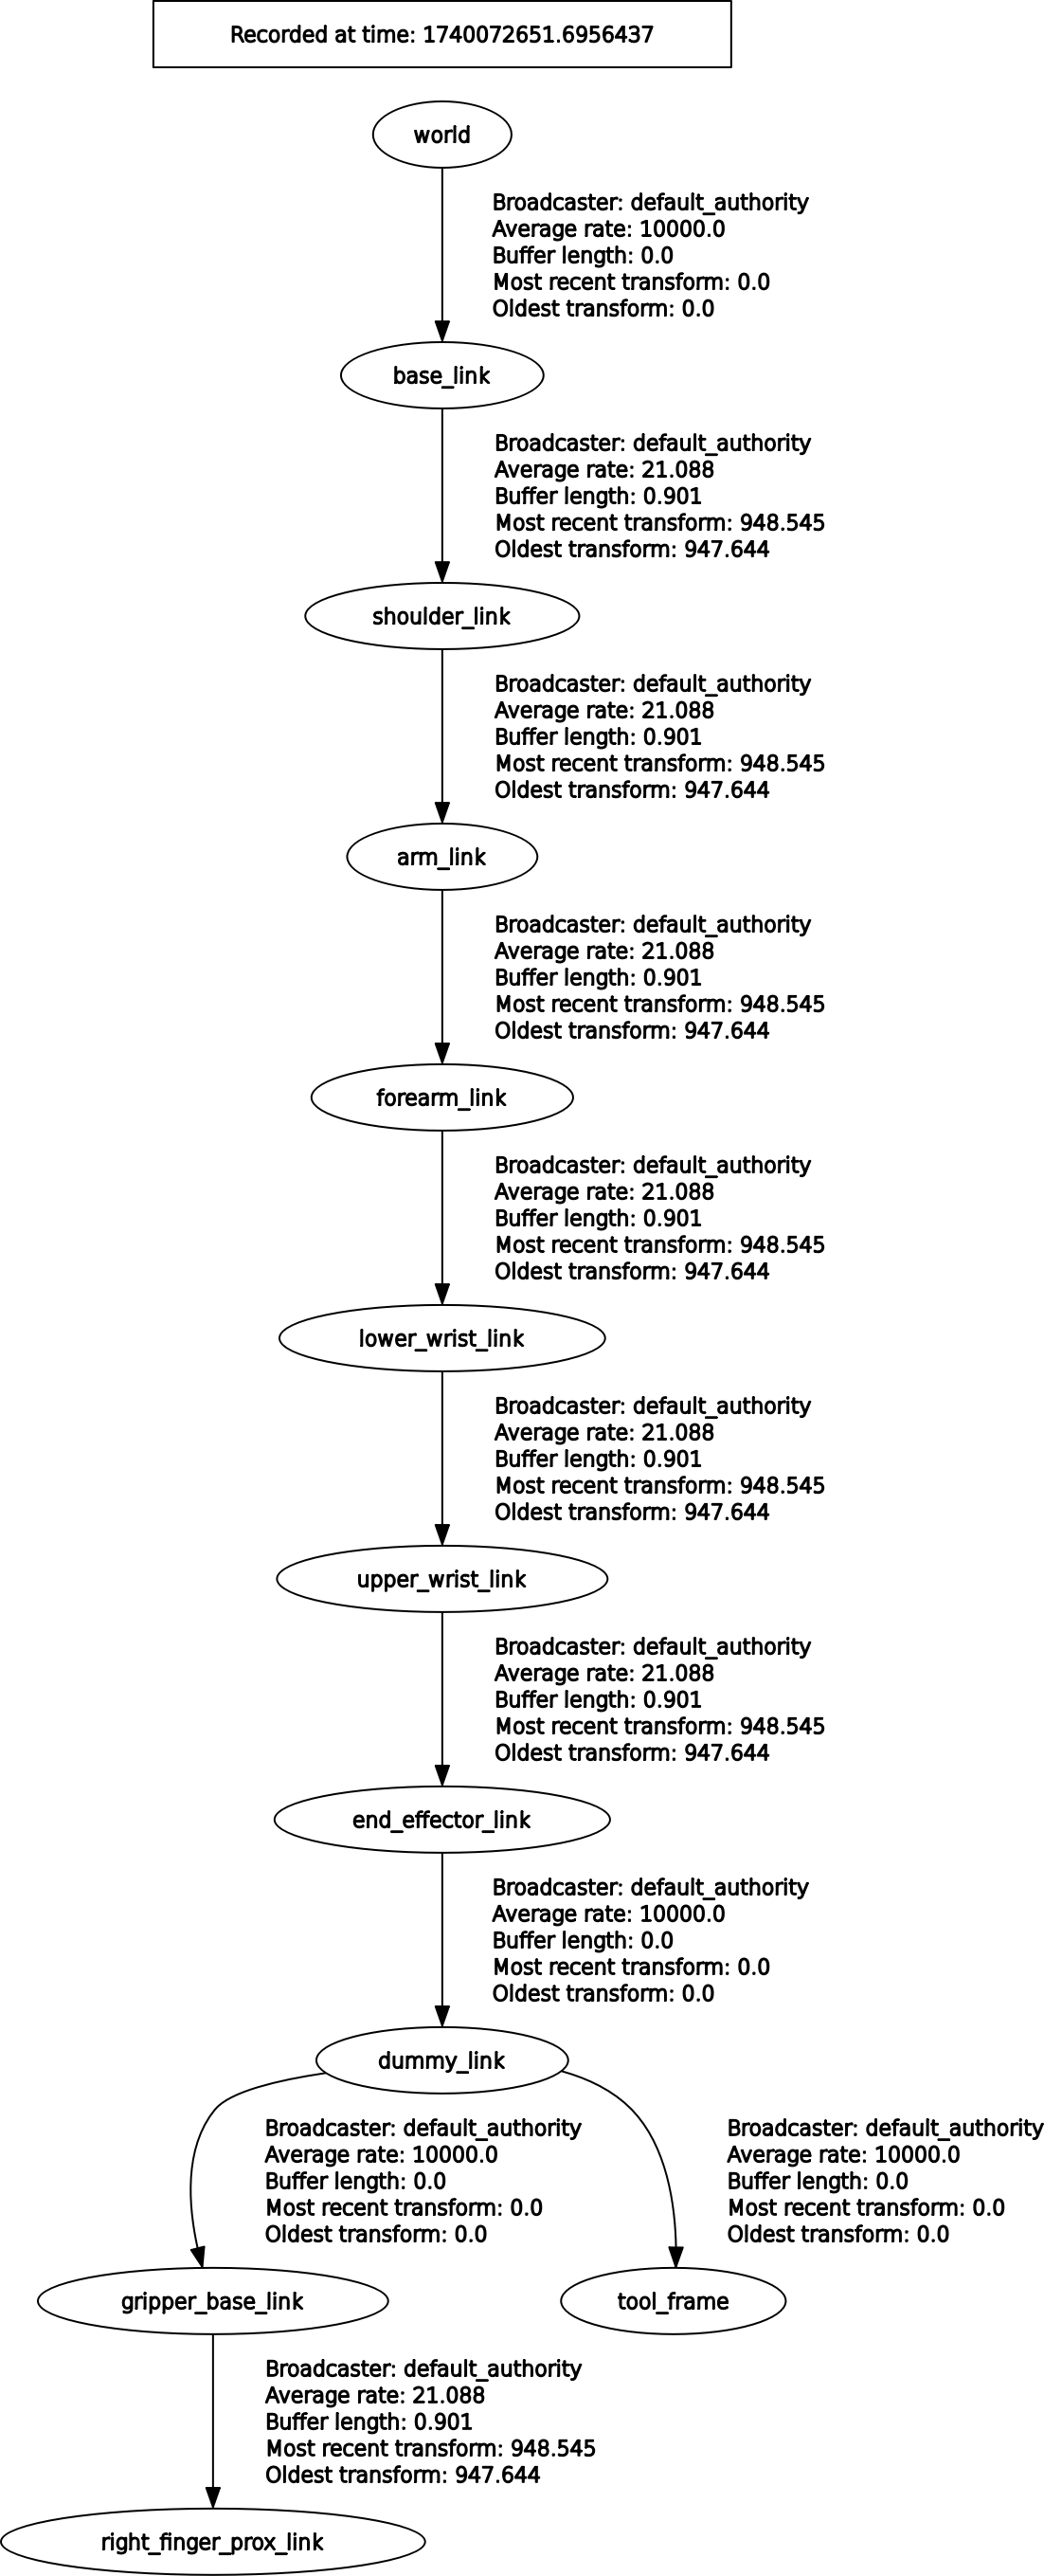 Recorded at time: 1740072651.6956437
world
Broadcaster: default_authority
Average rate: 10000.0
Buffer length: 0.0
Most recent transform: 0.0
Oldest transform: 0.0
base_link
Broadcaster: default_authority
Average rate: 21.088
Buffer length: 0.901
Most recent transform: 948.545
Oldest transform: 947.644
shoulder_link
Broadcaster: default_authority
Average rate: 21.088
Buffer length: 0.901
Most recent transform: 948.545
Oldest transform: 947.644
arm_link
Broadcaster: default_authority
Average rate: 21.088
Buffer length: 0.901
Most recent transform: 948.545
Oldest transform: 947.644
forearm_link
Broadcaster: default_authority
Average rate: 21.088
Buffer length: 0.901
Most recent transform: 948.545
Oldest transform: 947.644
lower_wrist_link
Broadcaster: default_authority
Average rate: 21.088
Buffer length: 0.901
Most recent transform: 948.545
Oldest transform: 947.644
upper_wrist_link
Broadcaster: default_authority
Average rate: 21.088
Buffer length: 0.901
Most recent transform: 948.545
Oldest transform: 947.644
end_effector_link
Broadcaster: default_authority
Average rate: 10000.0
Buffer length: 0.0
Most recent transform: 0.0
Oldest transform: 0.0
dummy_link
Broadcaster: default_authority
Average rate: 10000.0
Buffer length: 0.0
Most recent transform: 0.0
Oldest transform: 0.0
Broadcaster: default_authority
Average rate: 10000.0
Buffer length: 0.0
Most recent transform: 0.0
Oldest transform: 0.0
gripper_base_link
tool_frame
Broadcaster: default_authority
Average rate: 21.088
Buffer length: 0.901
Most recent transform: 948.545
Oldest transform: 947.644
right_finger_prox_link